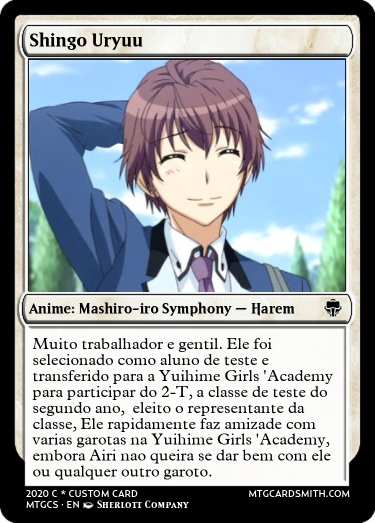 Shingo Uryuu
Anime: Mashiro-iro Symphony — Harem
Muito trabalhador e gentil. Ele foi
selecionado como aluno de teste e
transferido para a Yuihime Girls 'Academy
para participar do 2-T, a classe de teste do
segundo ano, eleito o representante da
classe, Ele rapidamente faz amizade com
varias garotas na Yuihime Girls 'Academy,
embora Airi nao queira se dar bem com ele
ou qualquer outro garoto.
2020 C * CUSTOM CARD MTGCARDSMITH.COM
MTGCS · EN Sherlott Company